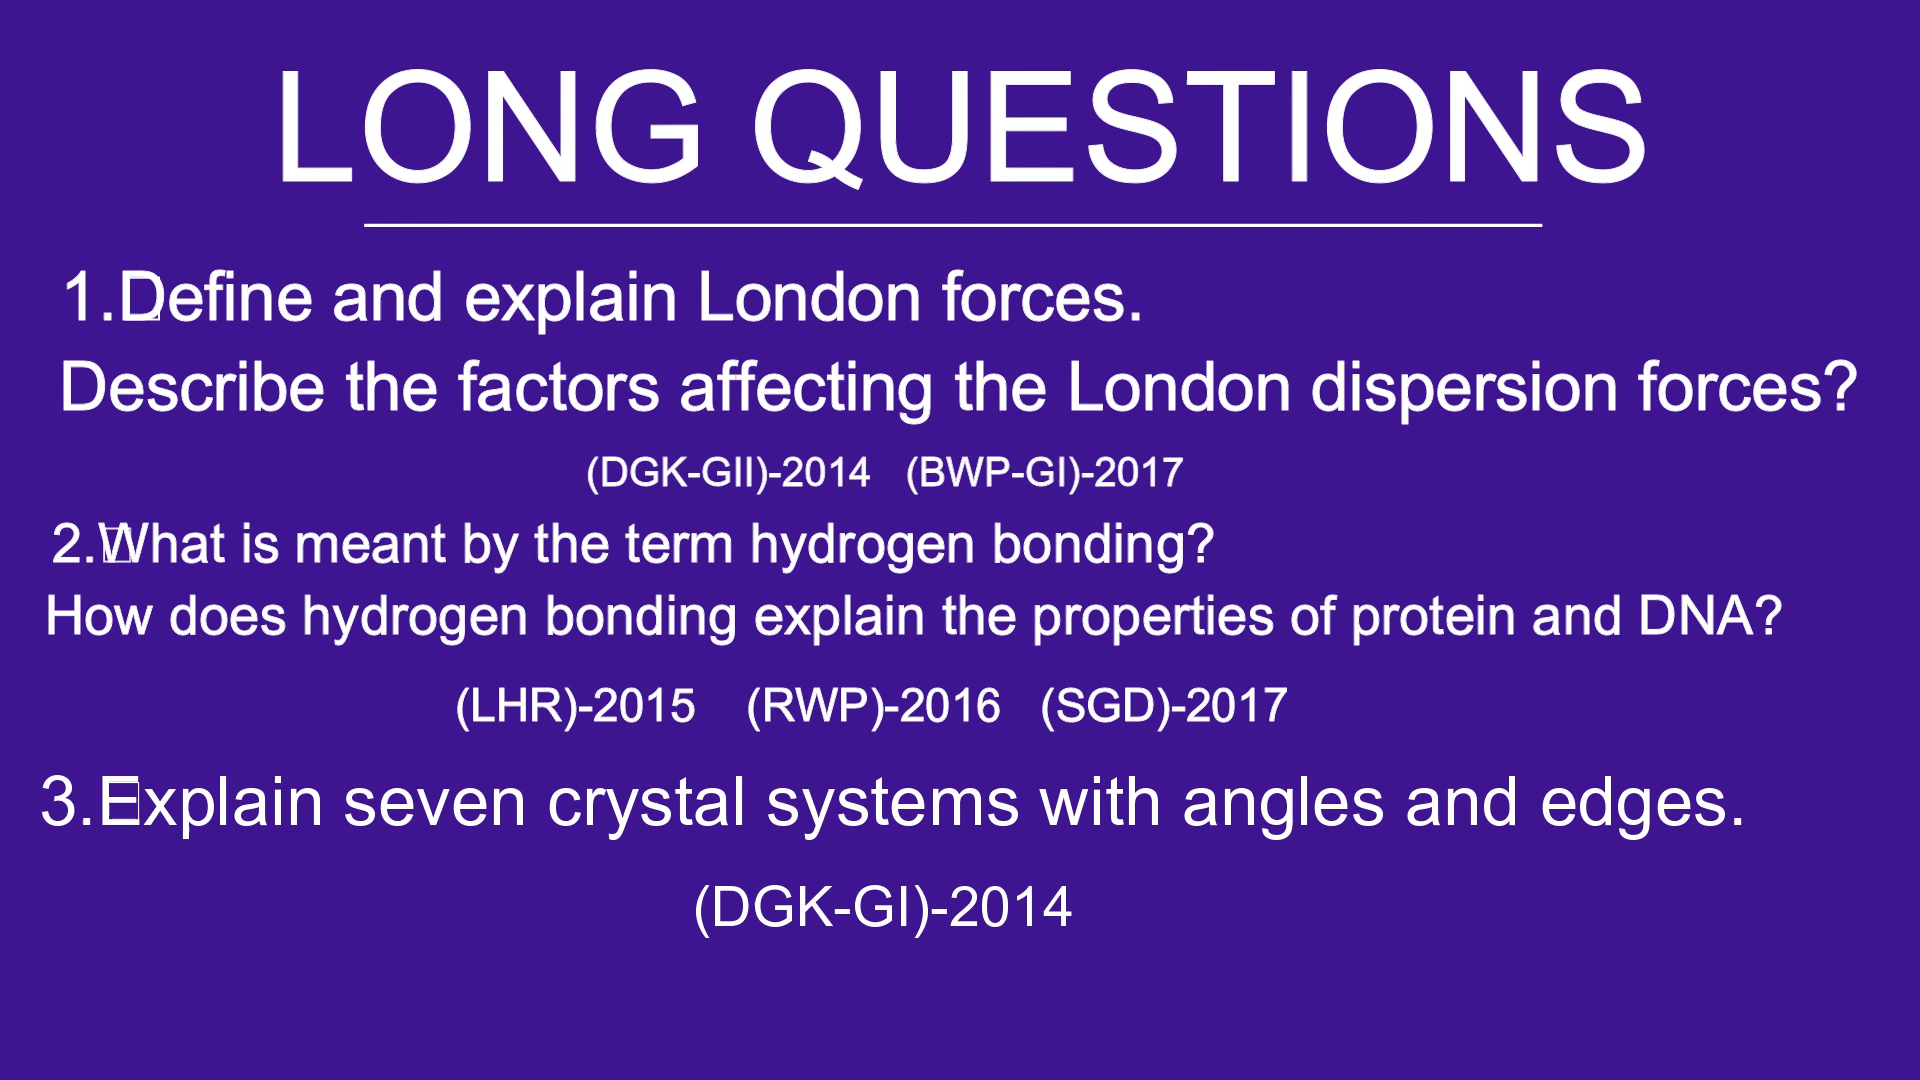 LONG QUESTIONS
1.Define and explain London forces.
Describe the factors affecting the London dispersion forces?
(DGK-GII)-2014 (BWP-GI)-2017
2.What is meant by the term hydrogen bonding?
How does hydrogen bonding explain the properties of protein and DNA?
(LHR)-2015 (RWP)-2016 (SGD)-2017
3.Explain seven crystal systems with angles and edges.
(DGK-GI)-2014